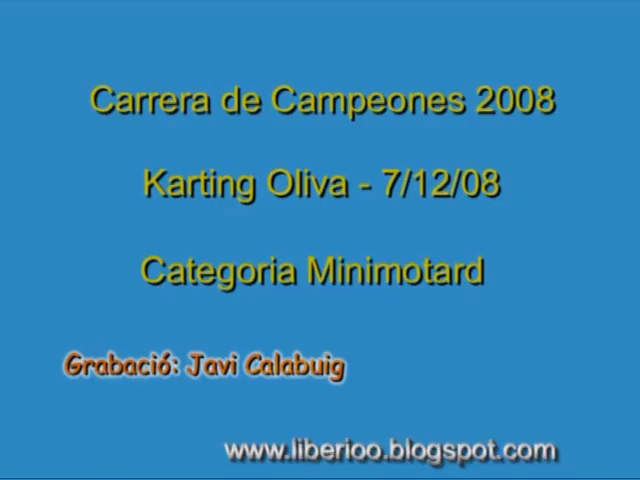 Carrera de Campeones 2008
Karting Oliva - 7/12/08
Categoria Minimotard
Grabació: Javi Calabuig
www.liberioo.blogspot.com